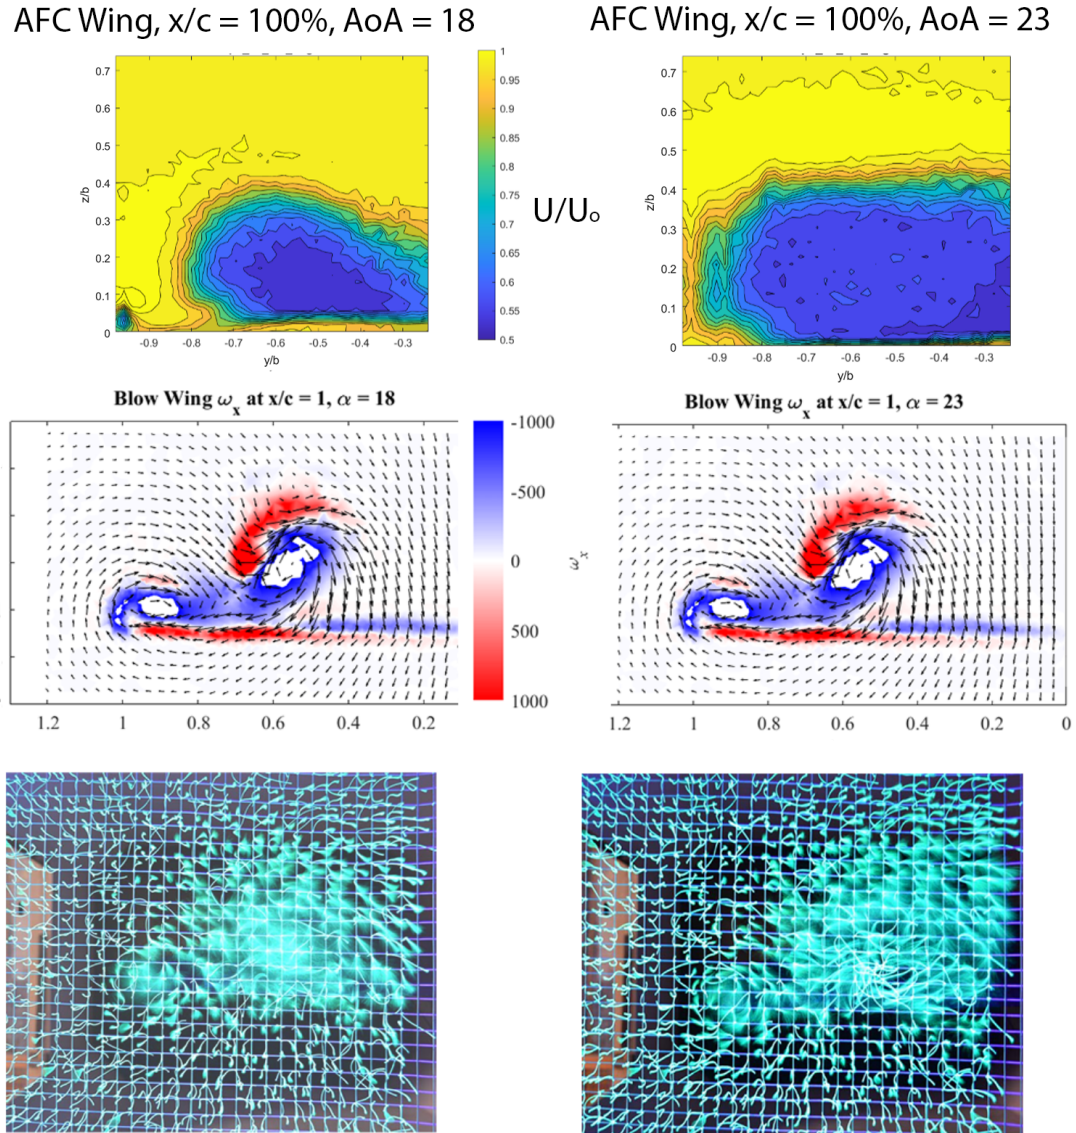 AFC Wing, x/c = 100%, AoA = 18
AFC Wing, x/c = 100%, AoA = 23
0.7
0.6
0.5
0.4
0.3
0.2
0.1
0
z/b
-0.9 -0.8 -0.7 -0.6 -0.5 -0.4 -0.3
y/b
1
0.95
0.9
0.85
0.8
0.75
0.7
0.65
0.6
0.55
0.5
U/Uo
0.7
0.6
0.5
0.4
0.3
0.2
0.1
0
z/b
-0.9 -0.8 -0.7 -0.6 -0.5 -0.4 -0.3
y/b
Blow Wing ωx at x/c = 1, α = 18
1.2 1 0.8 0.6 0.4 0.2
-1000
-500
0
500
1000
ωx
Blow Wing ωx at x/c = 1, α = 23
1.2 1 0.8 0.6 0.4 0.2 0